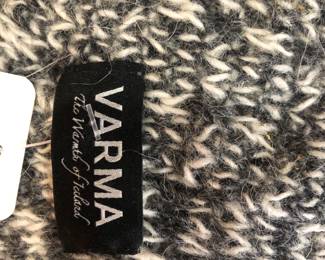 VARMA
The Warmth of Iceland